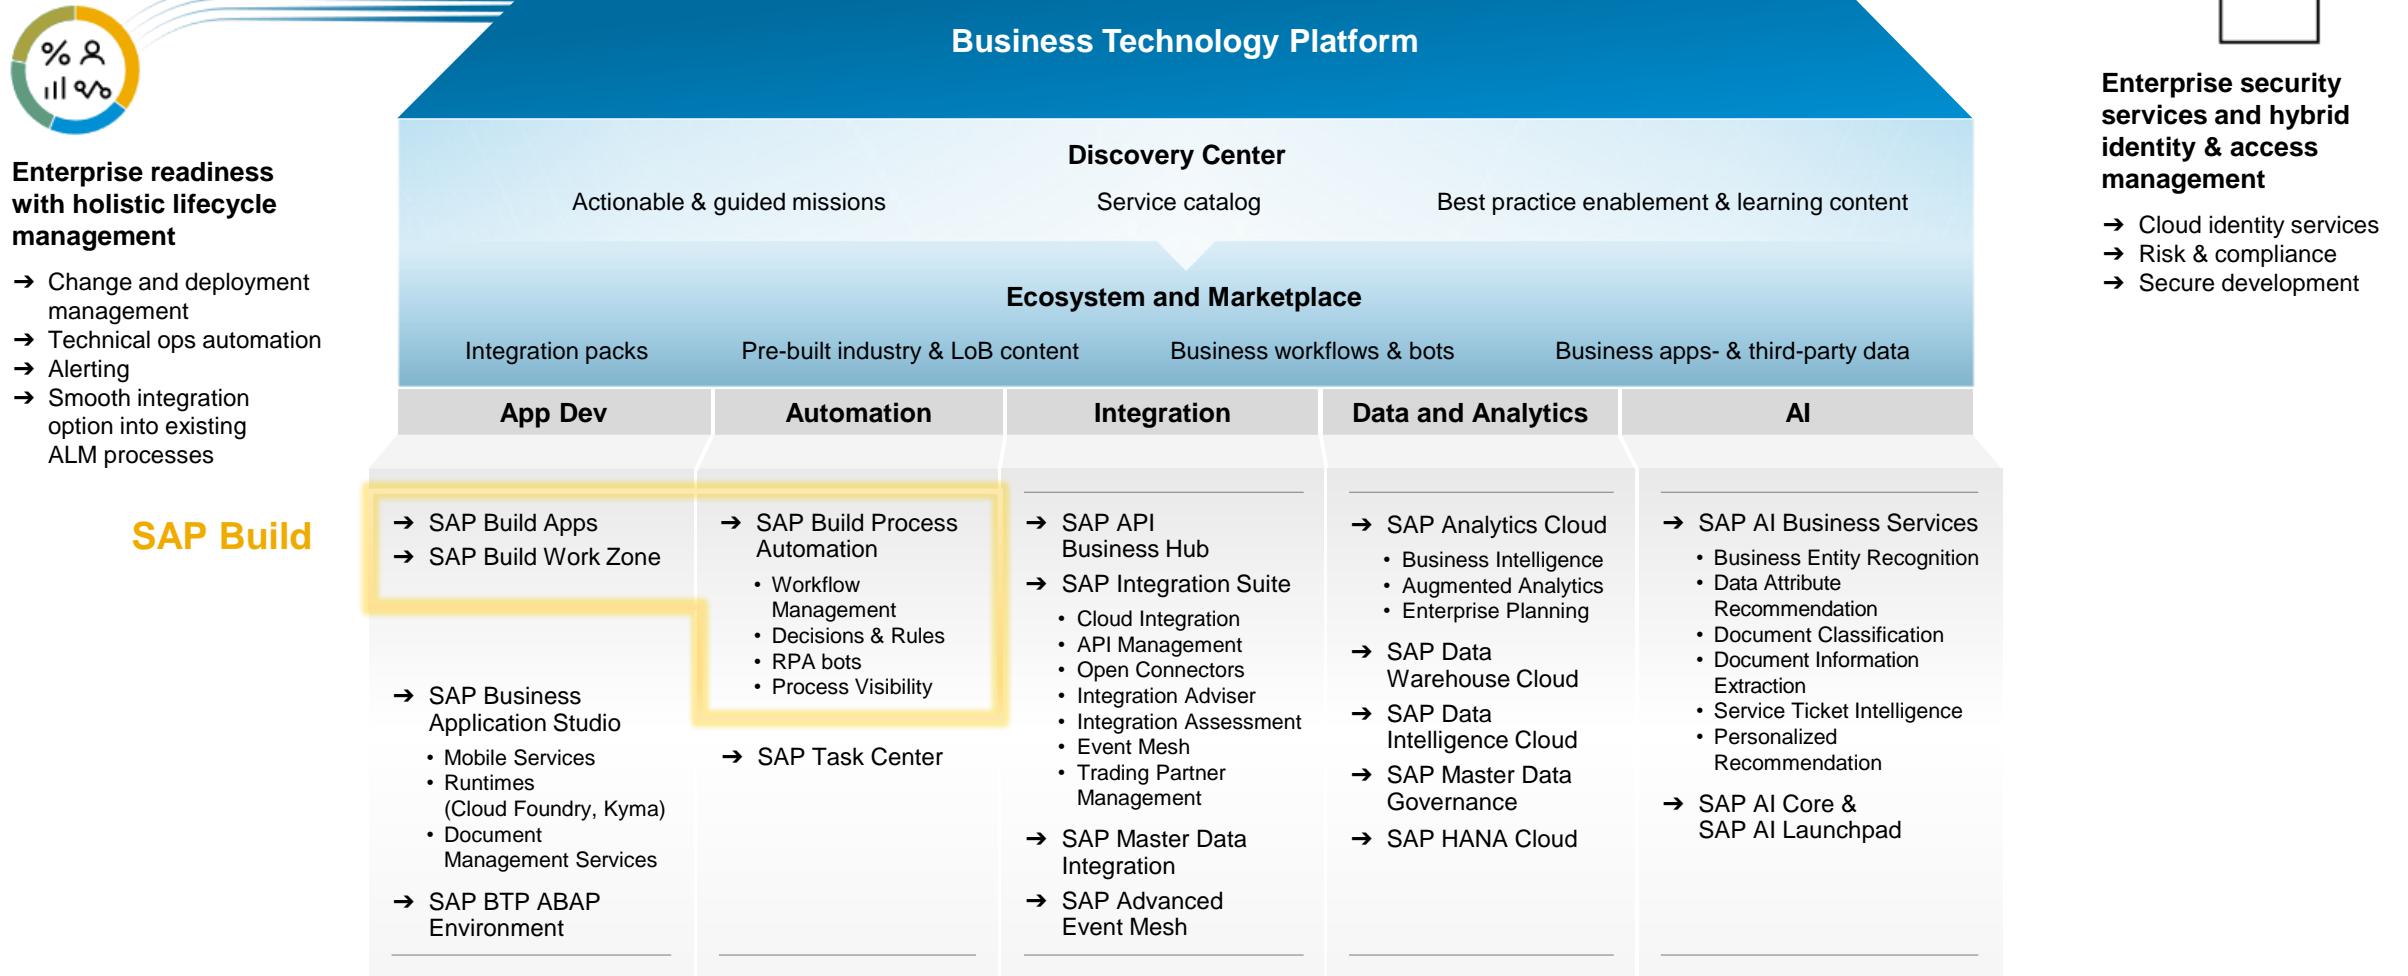 Business Technology Platform
%
Enterprise readiness
with holistic lifecycle
management
➔ Change and deployment
management
➔ Technical ops automation
➔ Alerting
➔ Smooth integration
option into existing
ALM processes
SAP Build
Discovery Center
Actionable & guided missions
Service catalog
Best practice enablement & learning content
Ecosystem and Marketplace
Integration packs
Pre-built industry & LoB content
Business workflows & bots
Business apps- & third-party data
App Dev
➔ SAP Build Apps
➔ SAP Build Work Zone
➔ SAP Business
Application Studio
• Mobile Services
• Runtimes
(Cloud Foundry, Kyma)
• Document
Management Services
➔ SAP BTP ABAP
Environment
Automation
➔ SAP Build Process
Automation
• Workflow
Management
• Decisions & Rules
• RPA bots
• Process Visibility
➔ SAP Task Center
Integration
➔ SAP API
Business Hub
➔ SAP Integration Suite
• Cloud Integration
• API Management
• Open Connectors
• Integration Adviser
• Integration Assessment
• Event Mesh
• Trading Partner
Management
➔ SAP Master Data
Integration
➔ SAP Advanced
Event Mesh
Data and Analytics
➔ SAP Analytics Cloud
• Business Intelligence
• Augmented Analytics
• Enterprise Planning
➔ SAP Data
Warehouse Cloud
➔ SAP Data
Intelligence Cloud
➔ SAP Master Data
Governance
➔ SAP HANA Cloud
AI
➔ SAP AI Business Services
• Business Entity Recognition
• Data Attribute
Recommendation
• Document Classification
• Document Information
Extraction
• Service Ticket Intelligence
• Personalized
Recommendation
➔ SAP AI Core &
SAP AI Launchpad
Enterprise security
services and hybrid
identity & access
management
➔ Cloud identity services
➔ Risk & compliance
➔ Secure development